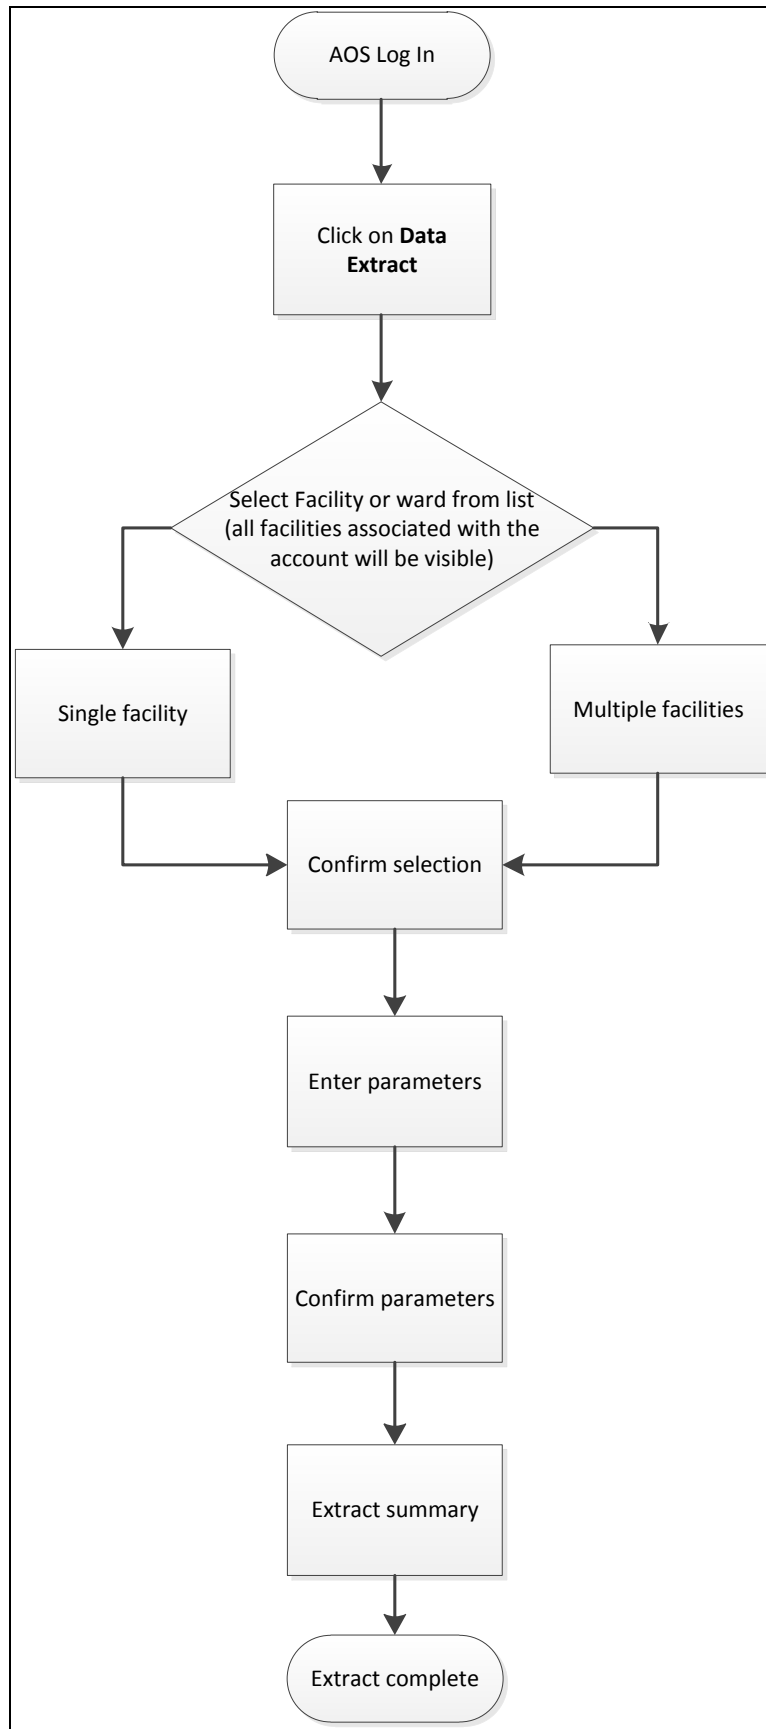 AOS Log In
Click on Data
Extract
Select Facility or ward from list
(all facilities associated with the
account will be visible)
Single facility
Multiple facilities
Confirm selection
Enter parameters
Confirm parameters
Extract summary
Extract complete